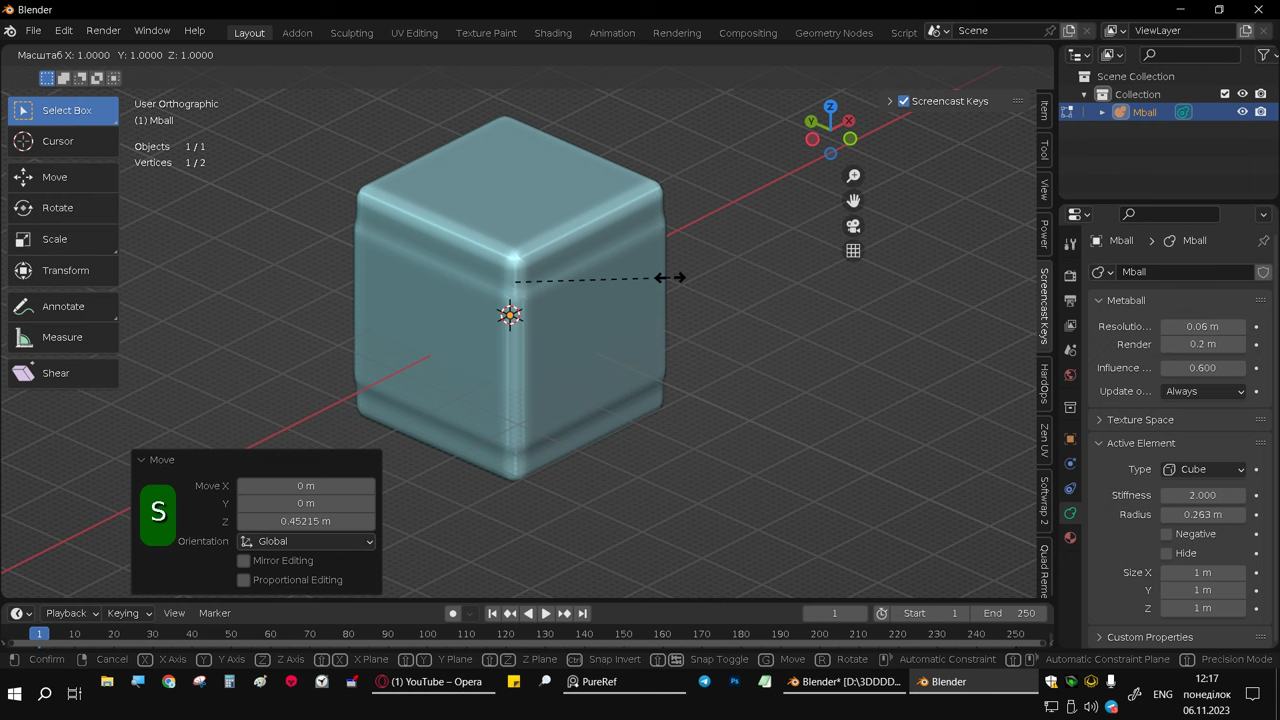 Blender
File Edit Render Window Help Layout Addon Sculpting UV Editing Texture Paint Shading Animation Rendering Compositing Geometry Nodes Script Scene ViewLayer
Масштаб X: 1.0000 Y: 1.0000 Z: 1.0000
Select Box
Cursor
Move
Rotate
Scale
Transform
Annotate
Measure
Shear
User Orthographic
(1) Mball
Objects 1/1
Vertices 1/2
Screencast Keys
Z
Y
X
Item
Tool
View
Power
Screencast Keys
HardOps
Zen UV
Softwrap 2
Quad Reme
Scene Collection
Collection
Mball
Mball Mball
Mball
Metaball
Resolutio... 0.06 m
Render 0.2 m
Influence ... 0.600
Update o... Always
Texture Space
Active Element
Type Cube
Stiffness 2.000
Radius 0.263 m
Negative
Hide
Size X 1 m
Y 1 m
Z 1 m
Custom Properties
Move
Move X 0 m
Y 0 m
Z 0.45215 m
Orientation Global
Mirror Editing
Proportional Editing
S
Playback Keying View Marker 1 Start 1 End 250
1 10 20 30 40 50 60 70 80 90 100 110 120 130 140 150 160 170 180 190 200 210 220 230 240 250
Confirm Cancel X X Axis Y Y Axis Z Z Axis X X Plane Y Y Plane Z Z Plane Ctrl Snap Invert Snap Toggle G Move R Rotate Automatic Constraint Automatic Constraint Plane Precision Mode
(1) YouTube – Opera PureRef Blender* [D:\3DDDD... Blender
12:17
ENG понеділок
06.11.2023